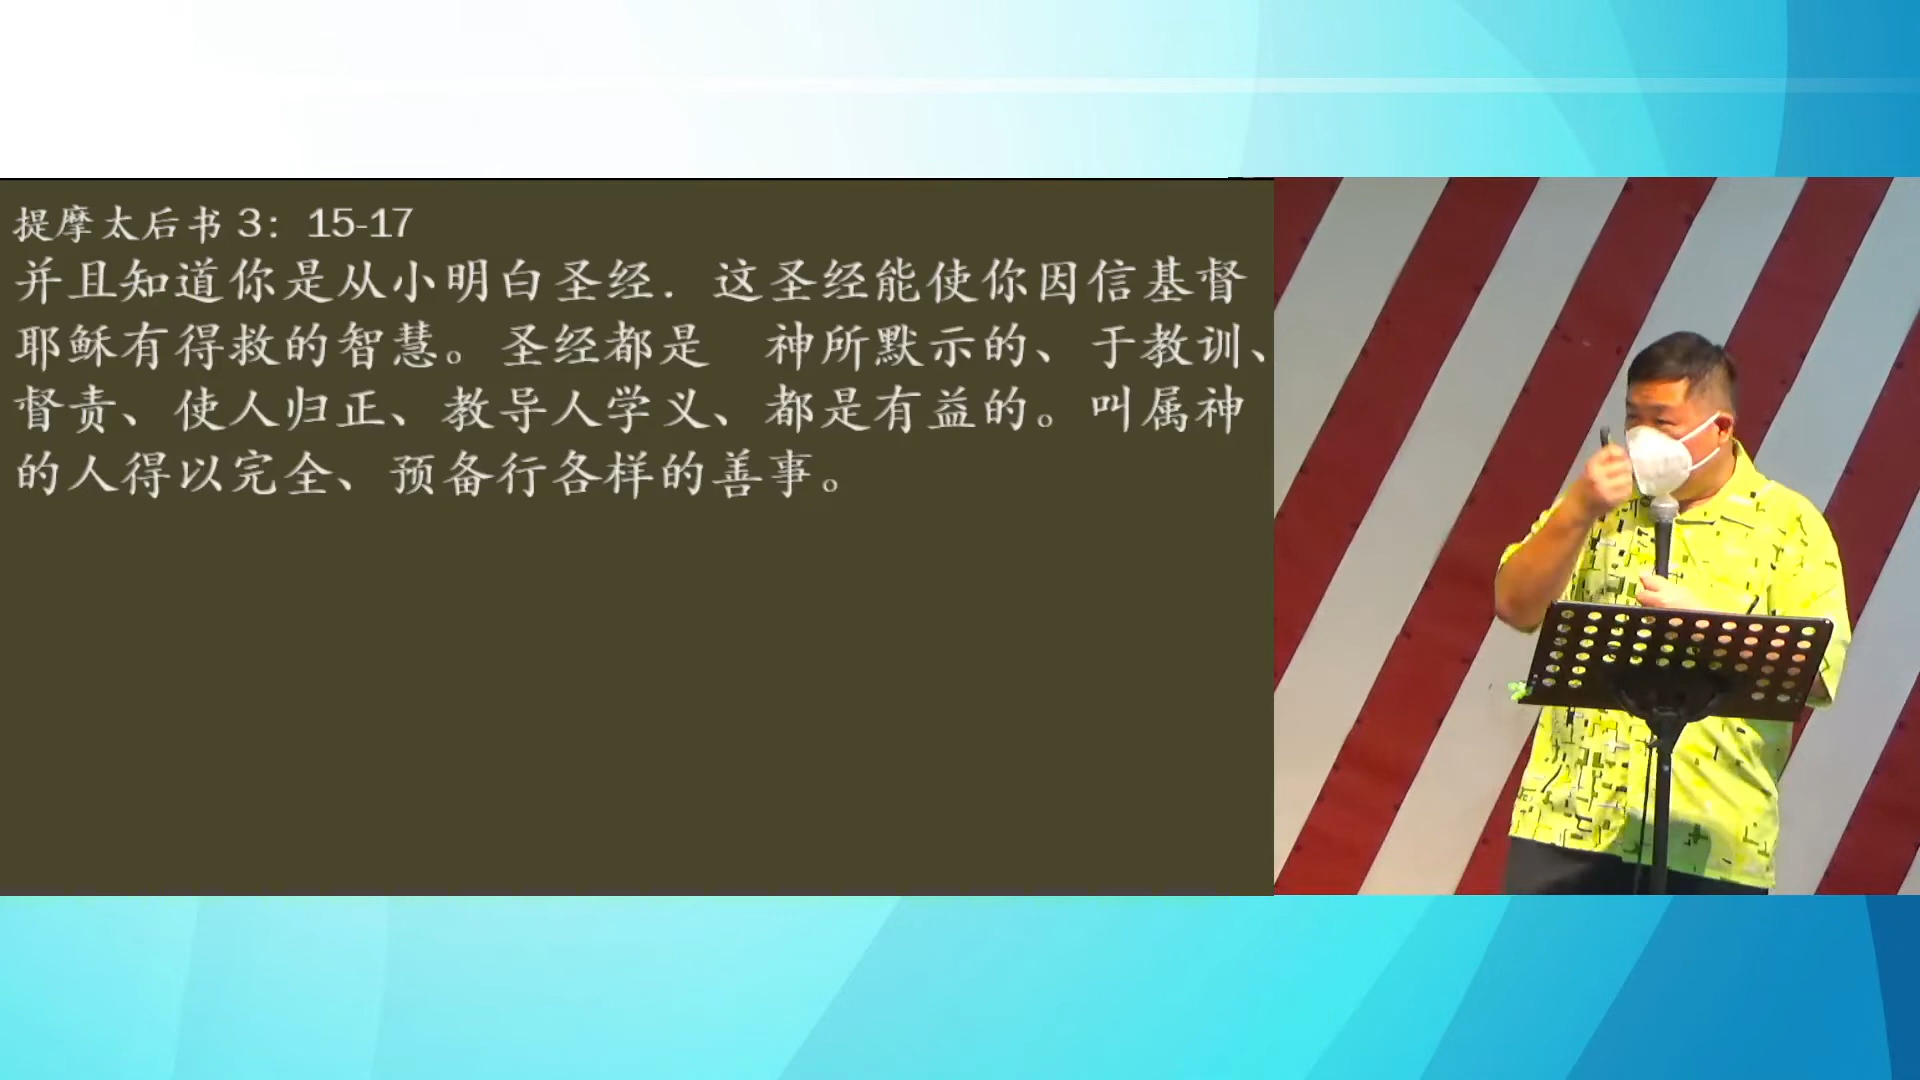 提摩太后书 3：15-17
并且知道你是从小明白圣经．这圣经能使你因信基督
耶稣有得救的智慧。圣经都是　神所默示的、于教训、
督责、使人归正、教导人学义、都是有益的。叫属神
的人得以完全、预备行各样的善事。